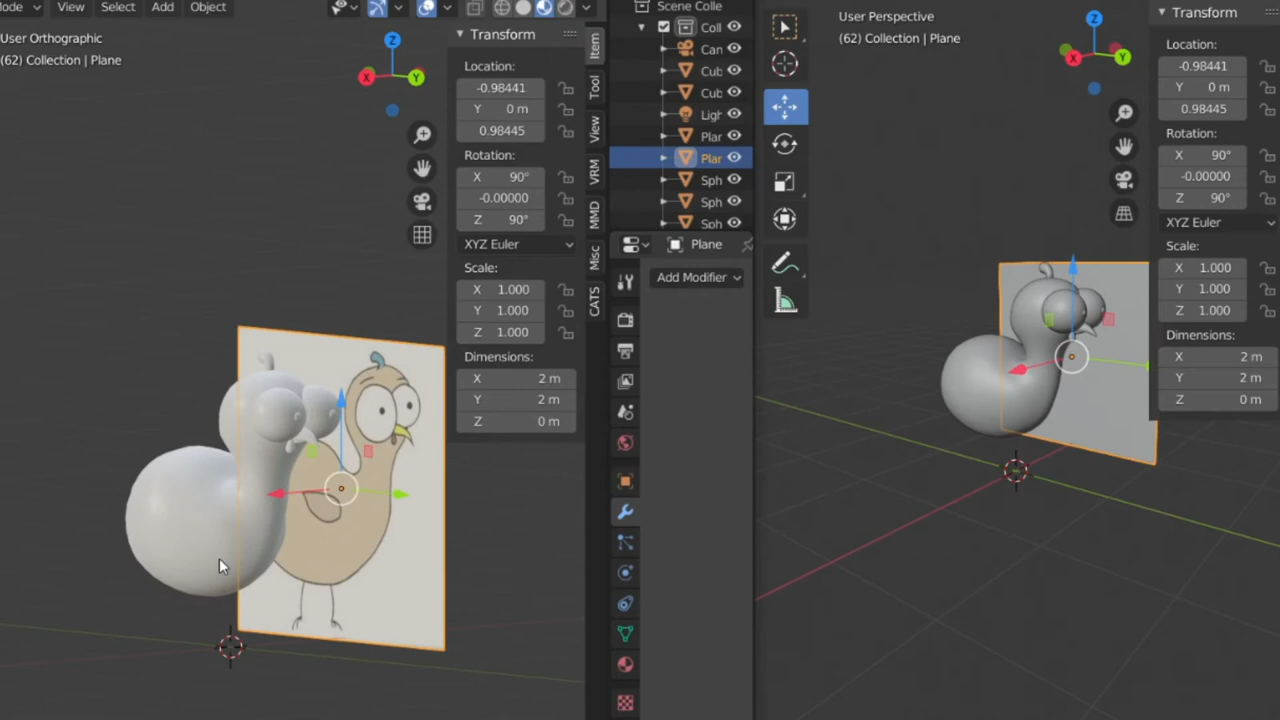 ode
View
Select
Add
Object
User Orthographic
(62) Collection | Plane
Z
X
Y
Transform
Location:
-0.98441
Y 0 m
0.98445
Rotation:
X 90°
-0.00000
Z 90°
XYZ Euler
Scale:
X 1.000
Y 1.000
Z 1.000
Dimensions:
X 2 m
Y 2 m
Z 0 m
Item
Tool
View
VRM
MMD
Misc
CATS
Scene Colle
Coll
Can
Cub
Cub
Ligh
Plar
Plar
Sph
Sph
Sph
Plane
Add Modifier
User Perspective
(62) Collection | Plane
Z
X
Y
Transform
Location:
-0.98441
Y 0 m
0.98445
Rotation:
X 90°
-0.00000
Z 90°
XYZ Euler
Scale:
X 1.000
Y 1.000
Z 1.000
Dimensions:
X 2 m
Y 2 m
Z 0 m